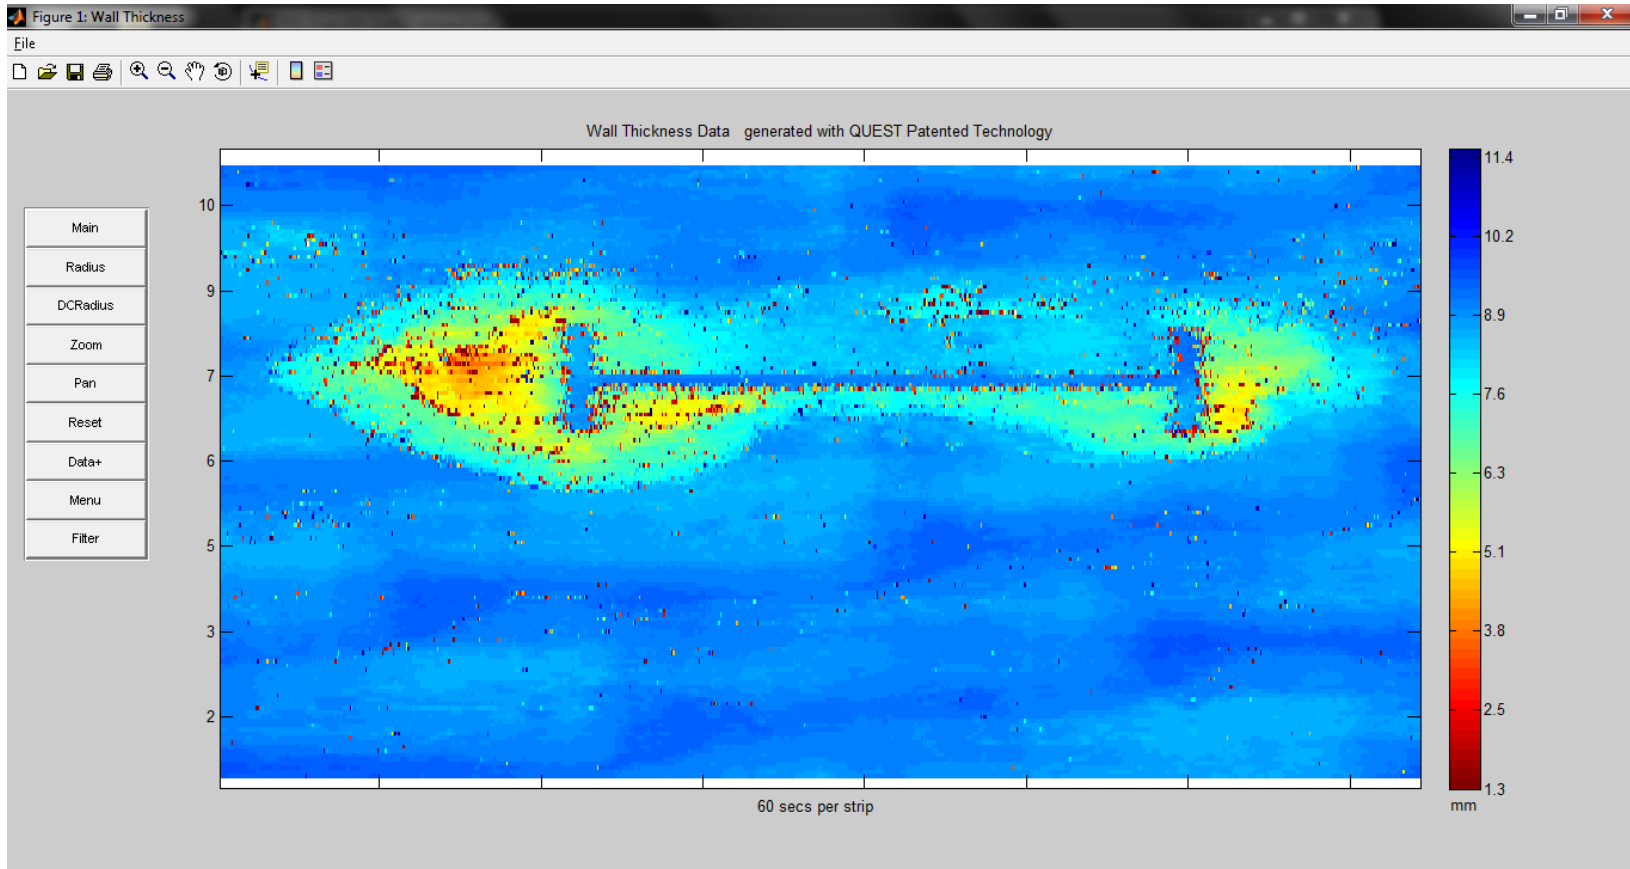 Figure 1: Wall Thickness
File
Wall Thickness Data   generated with QUEST Patented Technology
Main
Radius
DCRadius
Zoom
Pan
Reset
Data+
Menu
Filter
10
9
7
6
5
3
2
60 secs per strip
11.4
10.2
8.9
7.6
6.3
5.1
3.8
2.5
1.3
mm